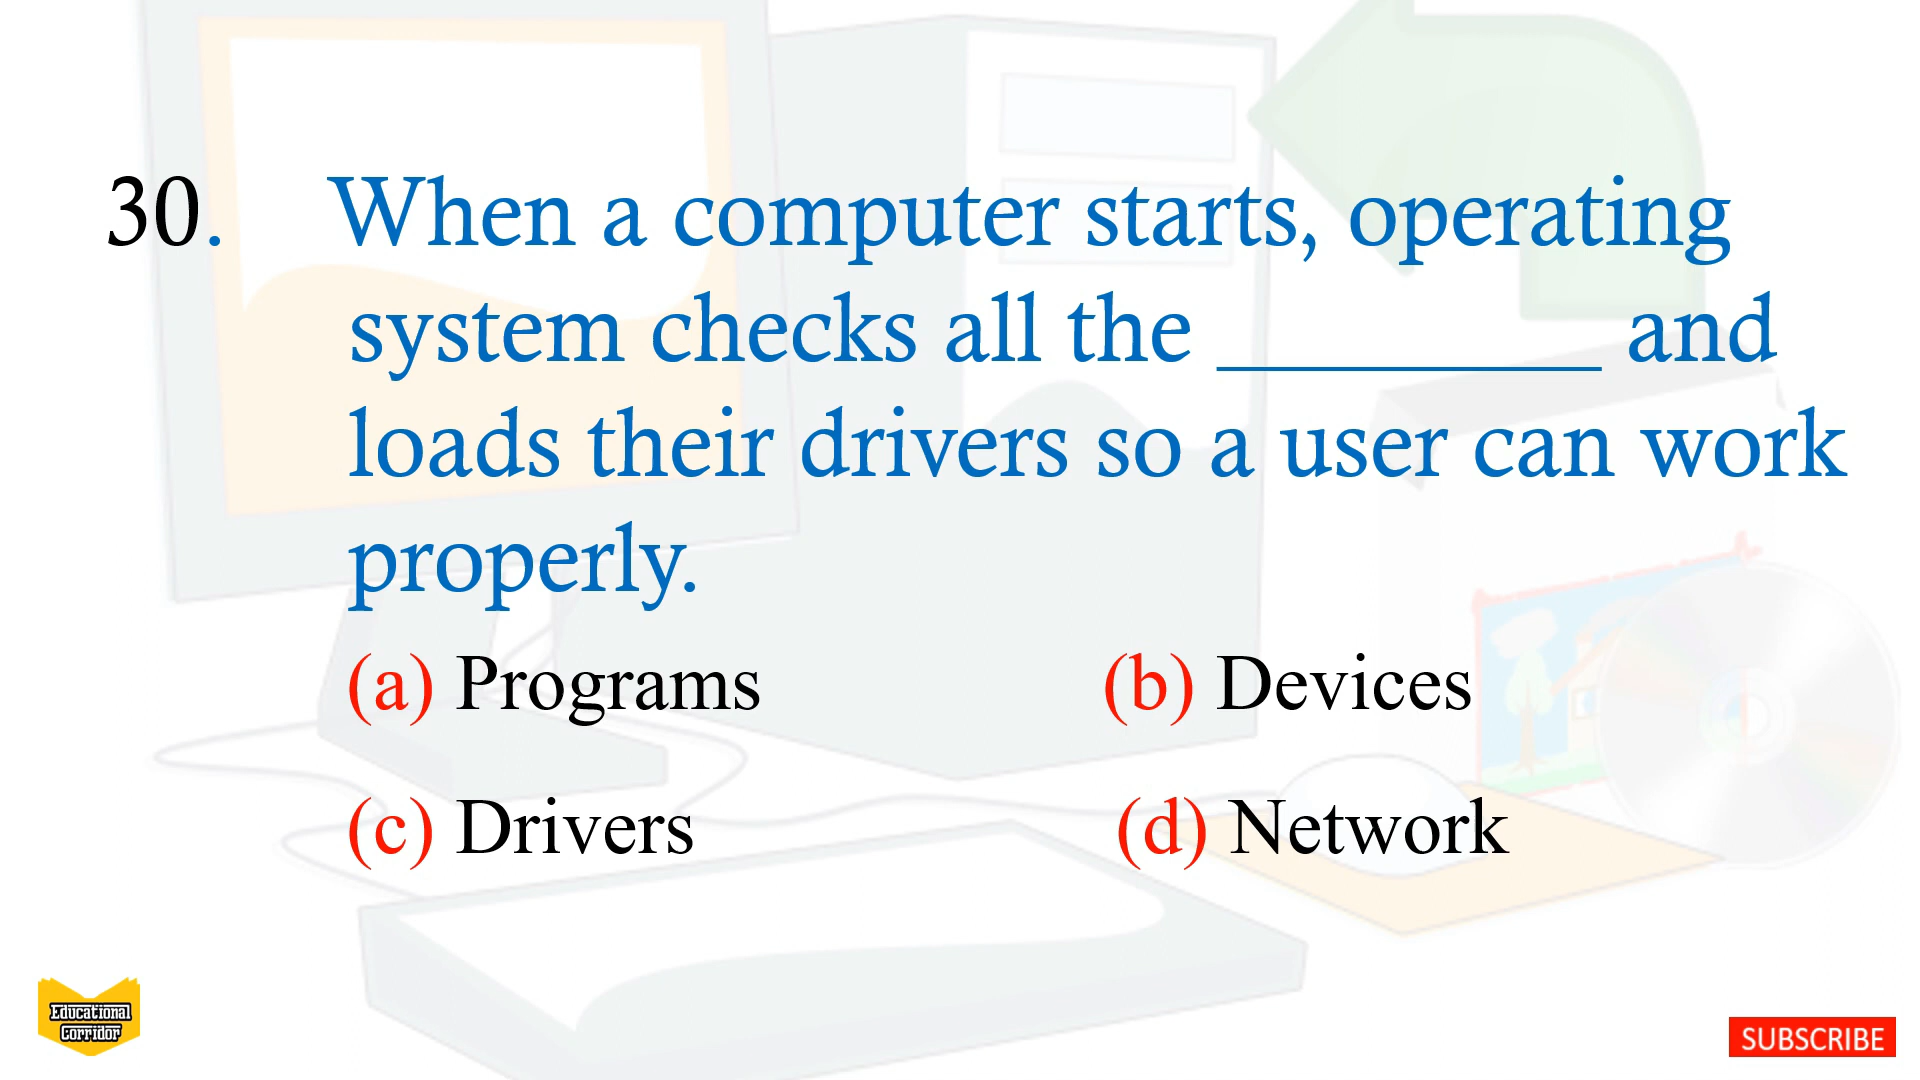 30. When a computer starts, operating
system checks all the __________ and
loads their drivers so a user can work
properly.
(a) Programs (b) Devices
(c) Drivers (d) Network
Educational
Corridor
SUBSCRIBE